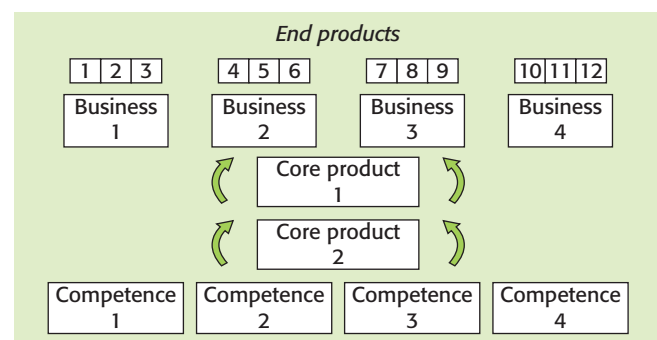 End products
1 2 3 4 5 6 7 8 9 10 11 12
Business Business Business Business
1 2 3 4
Core product
1
Core product
2
Competence Competence Competence Competence
1 2 3 4